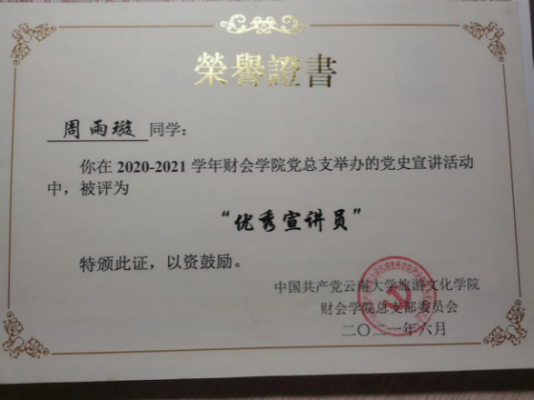 榮譽證書
周雨璇同学：
你在2020-2021学年财会学院党总支举办的党史宣讲活动
中，被评为
“优秀宣讲员”
特颁此证，以资鼓励。
中国共产党云南大学旅游文化学院
财会学院总支部委员会
二〇二一年六月